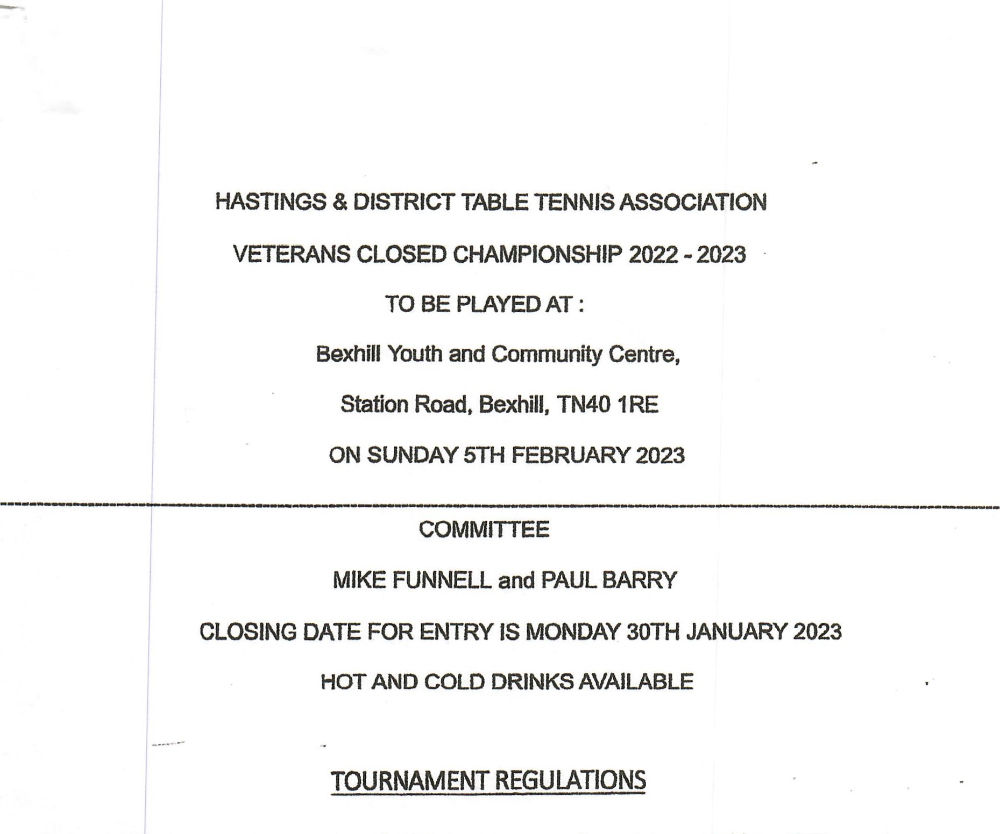 HASTINGS & DISTRICT TABLE TENNIS ASSOCIATION
VETERANS CLOSED CHAMPIONSHIP 2022 - 2023
TO BE PLAYED AT :
Bexhill Youth and Community Centre,
Station Road, Bexhill, TN40 1RE
ON SUNDAY 5TH FEBRUARY 2023
COMMITTEE
MIKE FUNNELL and PAUL BARRY
CLOSING DATE FOR ENTRY IS MONDAY 30TH JANUARY 2023
HOT AND COLD DRINKS AVAILABLE
TOURNAMENT REGULATIONS